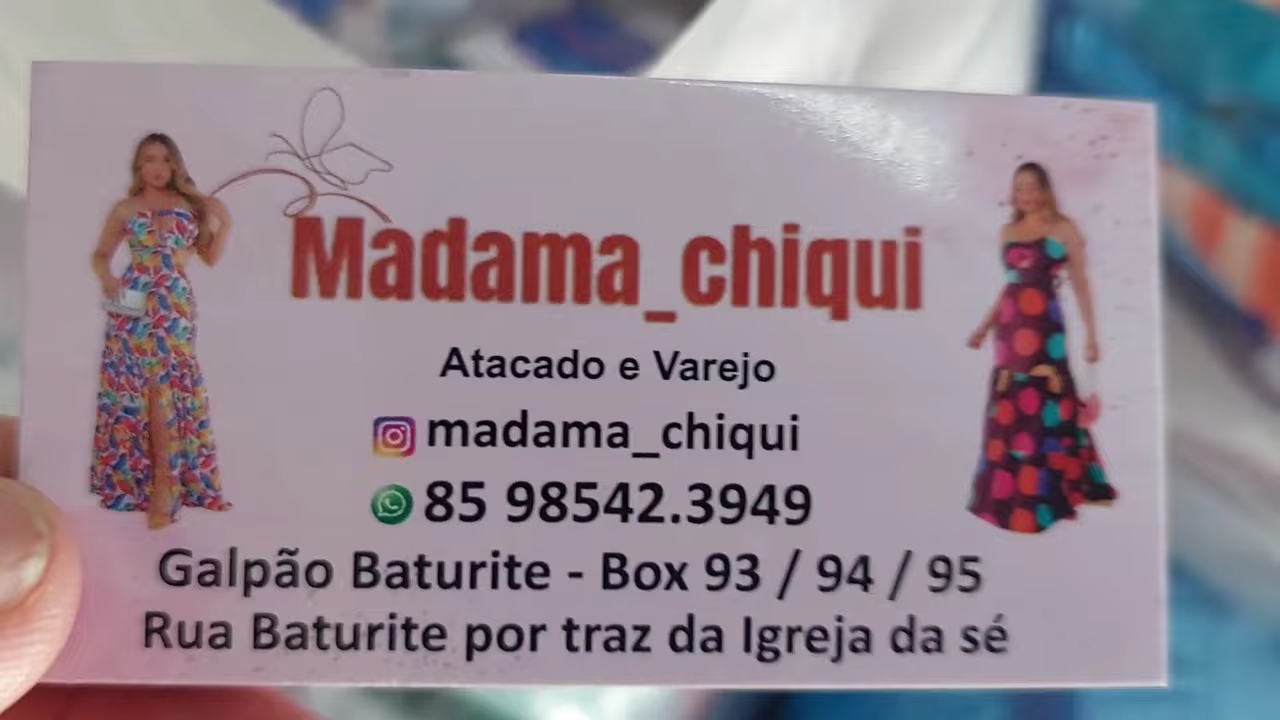 Madama_chiqui
Atacado e Varejo
madama_chiqui
85 98542.3949
Galpão Baturite - Box 93 / 94 / 95
Rua Baturite por traz da Igreja da sé